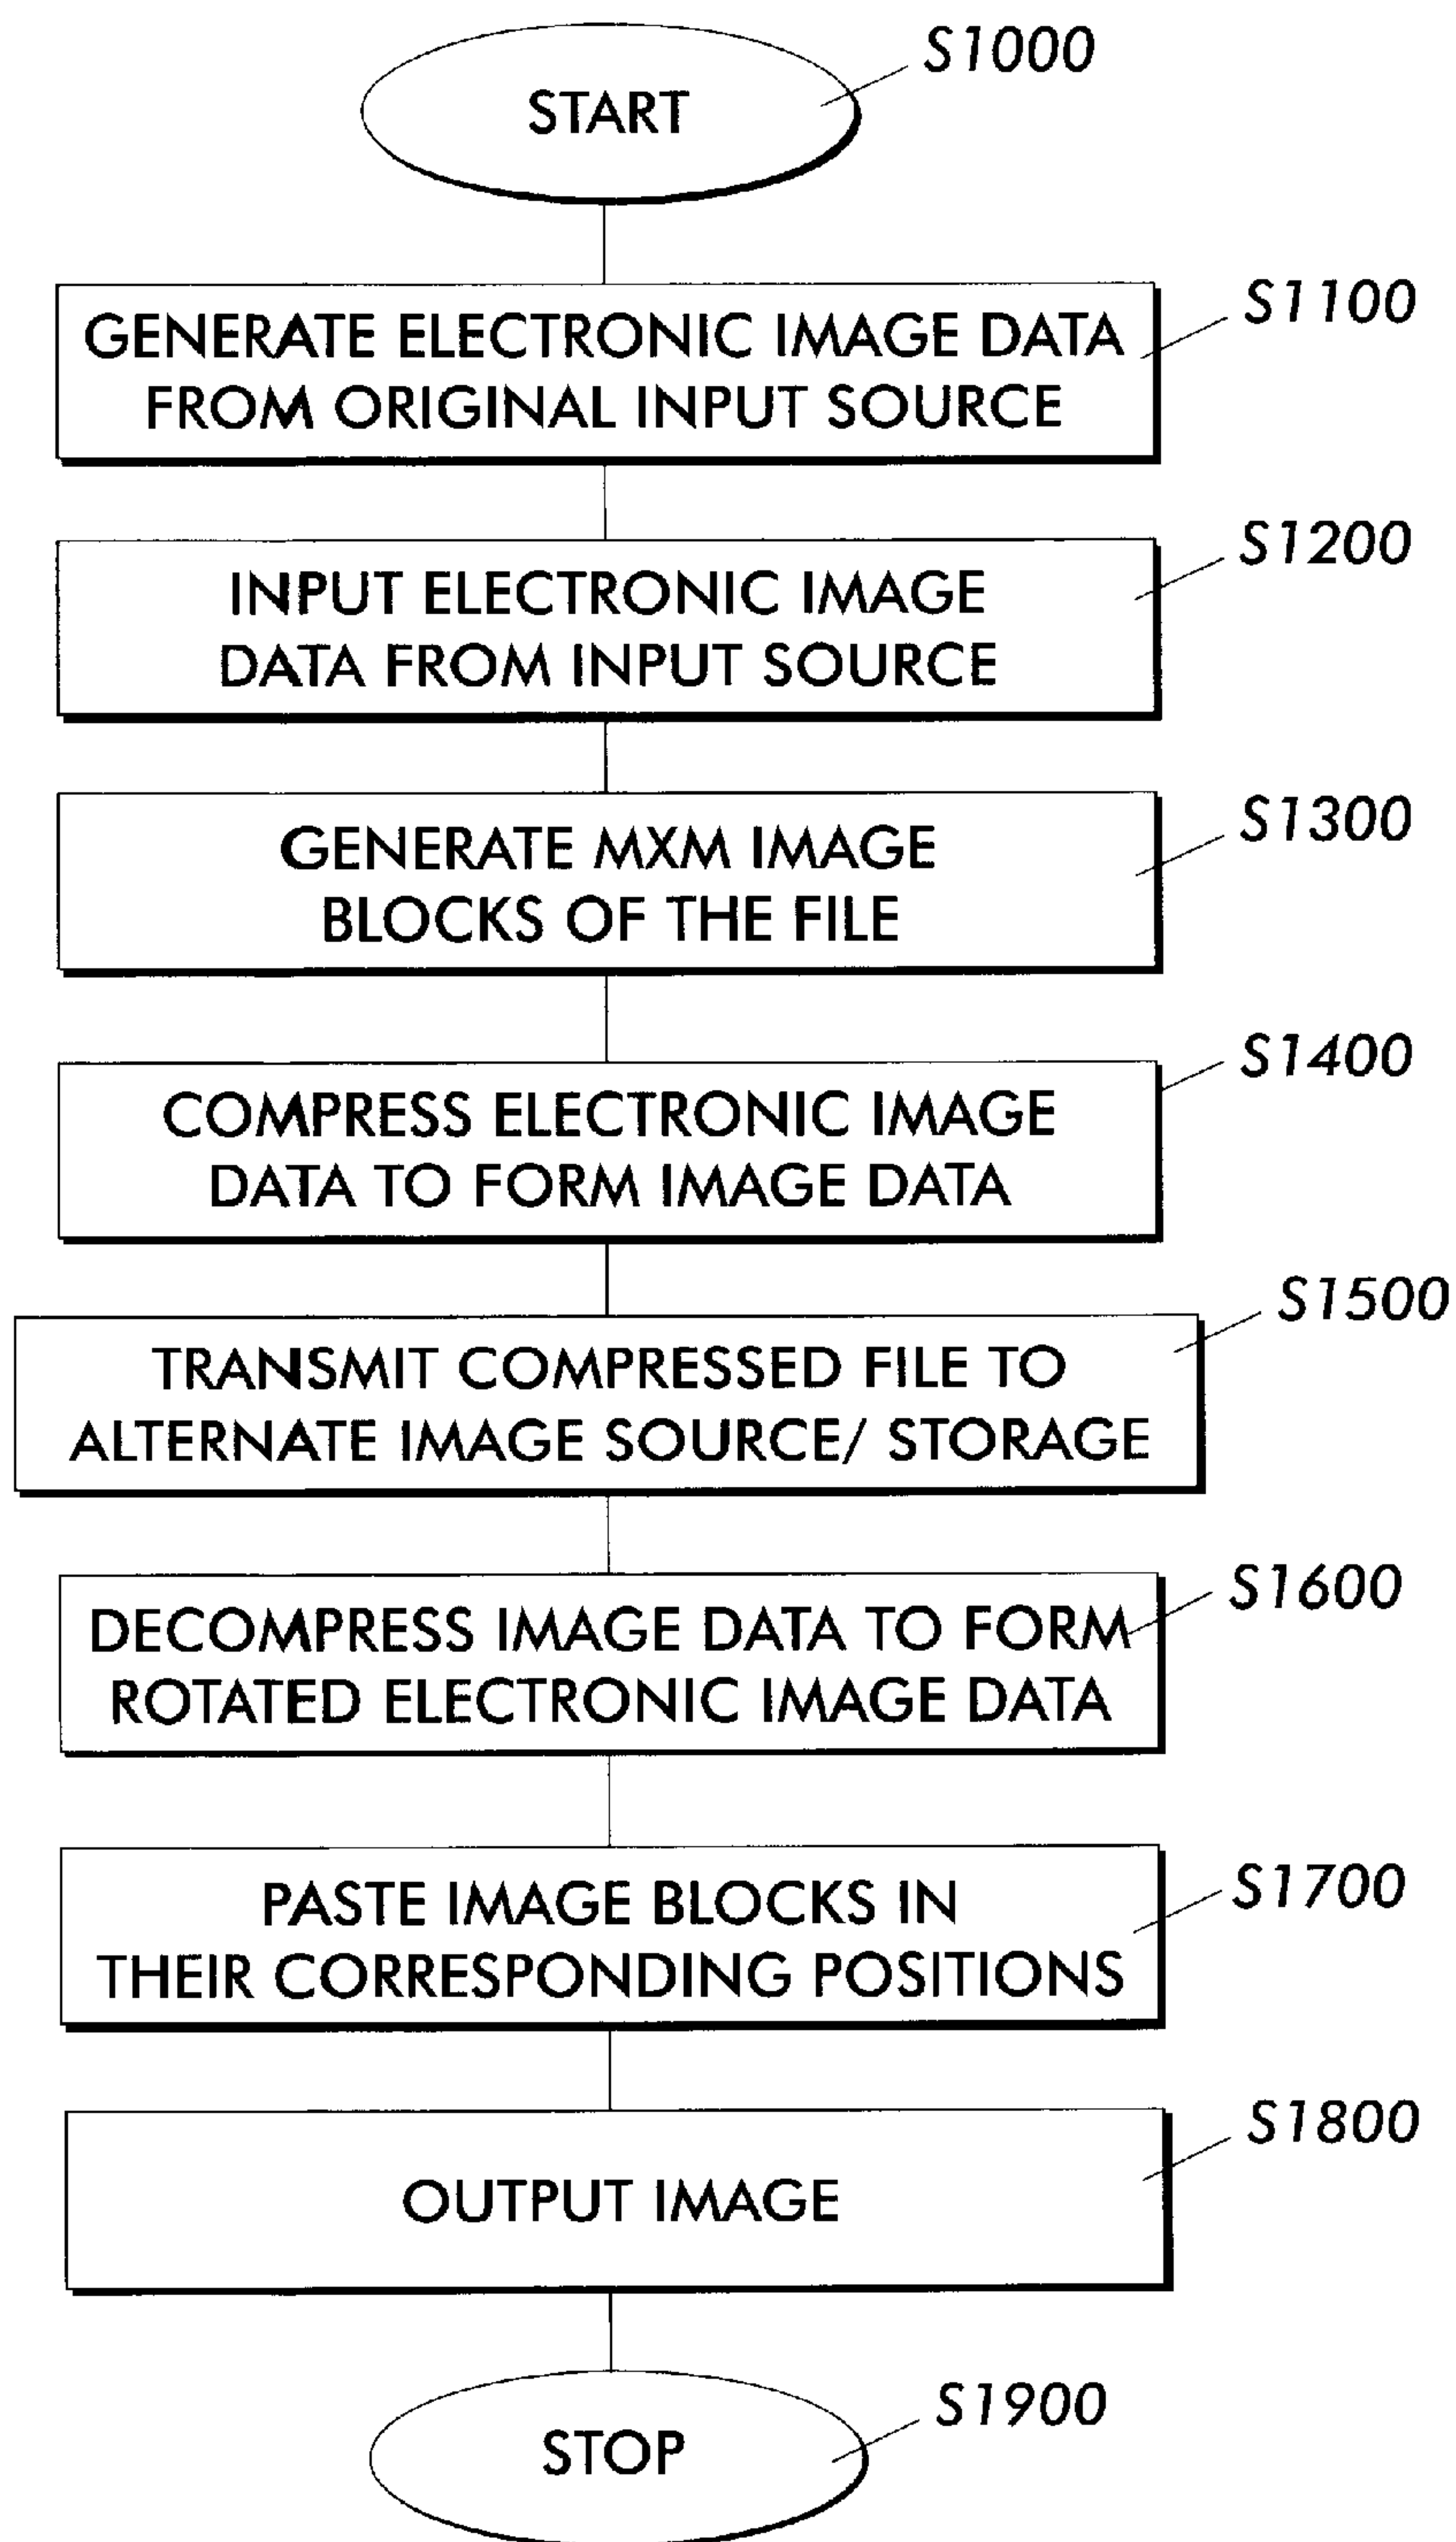 START
S1000
GENERATE ELECTRONIC IMAGE DATA
FROM ORIGINAL INPUT SOURCE
S1100
INPUT ELECTRONIC IMAGE
DATA FROM INPUT SOURCE
S1200
GENERATE MXM IMAGE
BLOCKS OF THE FILE
S1300
COMPRESS ELECTRONIC IMAGE
DATA TO FORM IMAGE DATA
S1400
TRANSMIT COMPRESSED FILE TO
ALTERNATE IMAGE SOURCE/ STORAGE
S1500
DECOMPRESS IMAGE DATA TO FORM
ROTATED ELECTRONIC IMAGE DATA
S1600
PASTE IMAGE BLOCKS IN
THEIR CORRESPONDING POSITIONS
S1700
OUTPUT IMAGE
S1800
STOP
S1900